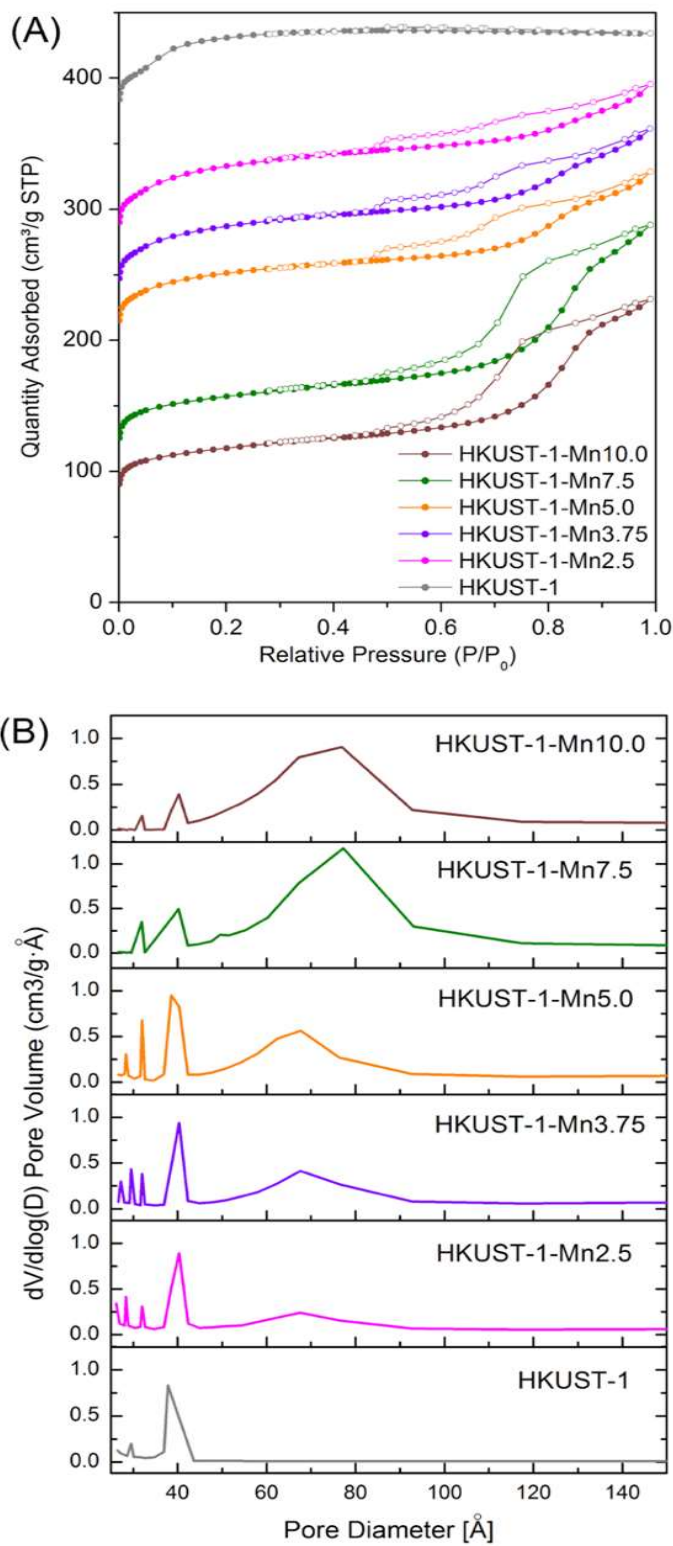 (A)
Quantity Adsorbed (cm³/g STP)
400
300
200
100
0
HKUST-1-Mn10.0
HKUST-1-Mn7.5
HKUST-1-Mn5.0
HKUST-1-Mn3.75
HKUST-1-Mn2.5
HKUST-1
0.0 0.2 0.4 0.6 0.8 1.0
Relative Pressure (P/P₀)
(B)
dV/dlog(D) Pore Volume (cm3/g·Å)
1.0
0.5
0.0
HKUST-1-Mn10.0
1.0
0.5
0.0
HKUST-1-Mn7.5
1.0
0.5
0.0
HKUST-1-Mn5.0
1.0
0.5
0.0
HKUST-1-Mn3.75
1.0
0.5
0.0
HKUST-1-Mn2.5
1.0
0.5
0.0
HKUST-1
40 60 80 100 120 140
Pore Diameter [Å]